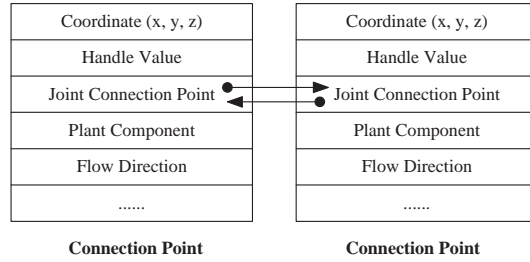 Coordinate (x, y, z)
Handle Value
Joint Connection Point
Plant Component
Flow Direction
......
Connection Point
Coordinate (x, y, z)
Handle Value
Joint Connection Point
Plant Component
Flow Direction
......
Connection Point